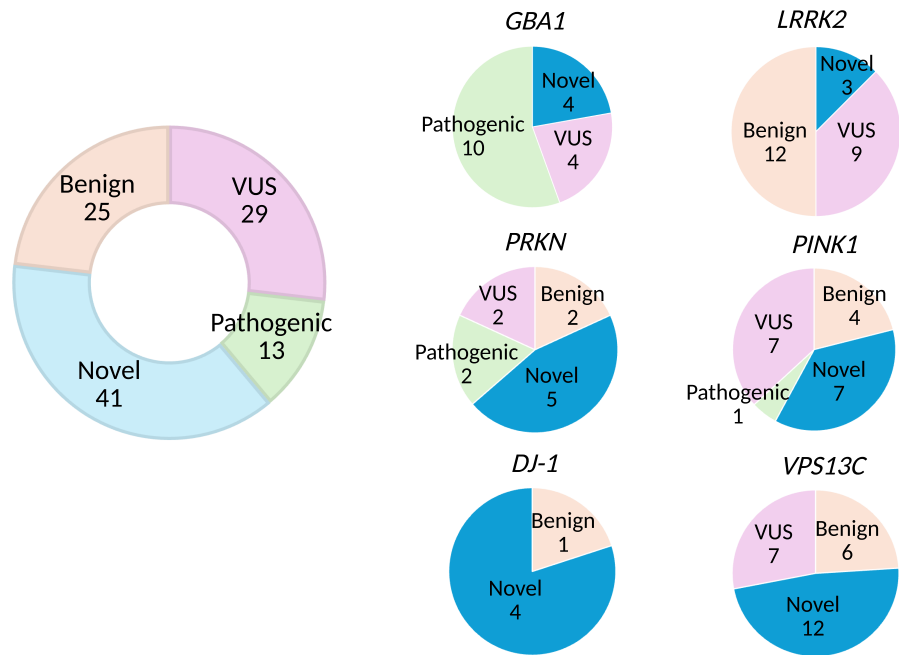 Benign
25
VUS
29
Pathogenic
13
Novel
41
GBA1
Novel
4
Pathogenic
10
VUS
4
LRRK2
Novel
3
Benign
12
VUS
9
PRKN
VUS
2
Benign
2
Pathogenic
2
Novel
5
PINK1
Benign
4
VUS
7
Novel
7
Pathogenic
1
DJ-1
Benign
1
Novel
4
VPS13C
VUS
7
Benign
6
Novel
12